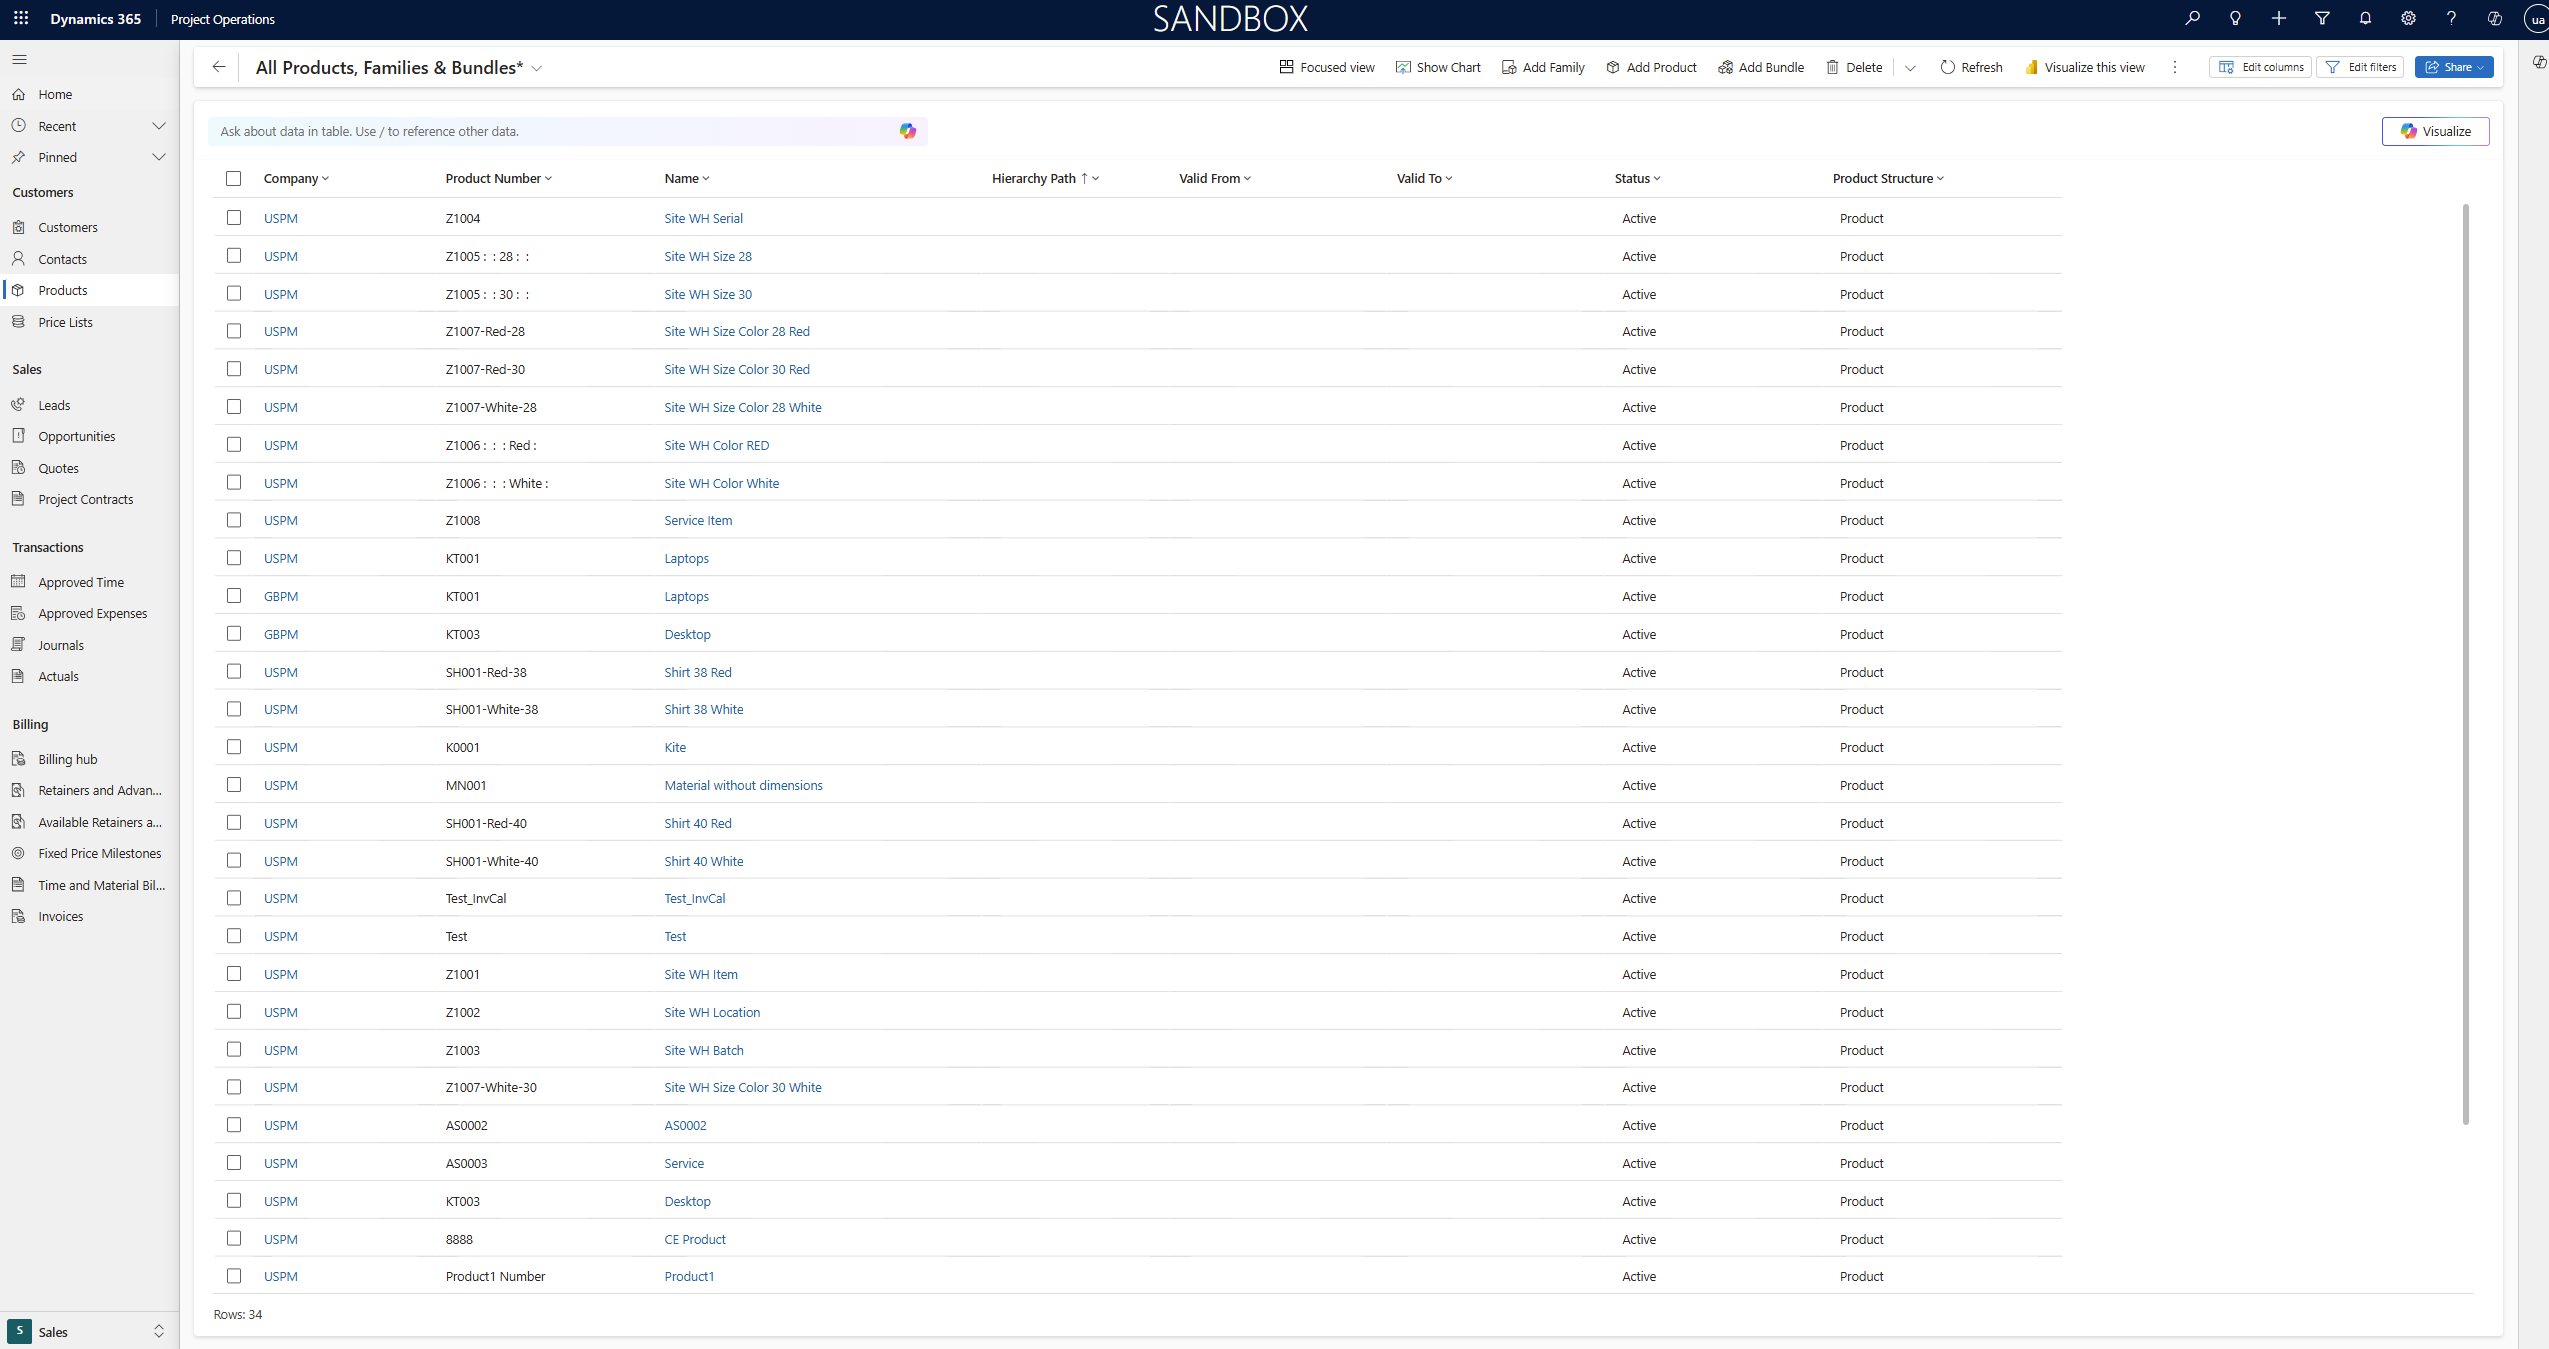 Dynamics 365 Project Operations SANDBOX ua
All Products, Families & Bundles* Focused view Show Chart Add Family Add Product Add Bundle Delete Refresh Visualize this view Edit columns Edit filters Share
Home
Recent
Pinned
Customers
Customers
Contacts
Products
Price Lists
Sales
Leads
Opportunities
Quotes
Project Contracts
Transactions
Approved Time
Approved Expenses
Journals
Actuals
Billing
Billing hub
Retainers and Advan...
Available Retainers a...
Fixed Price Milestones
Time and Material Bil...
Invoices
S Sales
Ask about data in table. Use / to reference other data. Visualize
Company Product Number Name Hierarchy Path ↑ Valid From Valid To Status Product Structure
USPM Z1004 Site WH Serial Active Product
USPM Z1005 : : 28 : : Site WH Size 28 Active Product
USPM Z1005 : : 30 : : Site WH Size 30 Active Product
USPM Z1007-Red-28 Site WH Size Color 28 Red Active Product
USPM Z1007-Red-30 Site WH Size Color 30 Red Active Product
USPM Z1007-White-28 Site WH Size Color 28 White Active Product
USPM Z1006 : : : Red : Site WH Color RED Active Product
USPM Z1006 : : : White : Site WH Color White Active Product
USPM Z1008 Service Item Active Product
USPM KT001 Laptops Active Product
GBPM KT001 Laptops Active Product
GBPM KT003 Desktop Active Product
USPM SH001-Red-38 Shirt 38 Red Active Product
USPM SH001-White-38 Shirt 38 White Active Product
USPM K0001 Kite Active Product
USPM MN001 Material without dimensions Active Product
USPM SH001-Red-40 Shirt 40 Red Active Product
USPM SH001-White-40 Shirt 40 White Active Product
USPM Test_InvCal Test_InvCal Active Product
USPM Test Test Active Product
USPM Z1001 Site WH Item Active Product
USPM Z1002 Site WH Location Active Product
USPM Z1003 Site WH Batch Active Product
USPM Z1007-White-30 Site WH Size Color 30 White Active Product
USPM AS0002 AS0002 Active Product
USPM AS0003 Service Active Product
USPM KT003 Desktop Active Product
USPM 8888 CE Product Active Product
USPM Product1 Number Product1 Active Product
Rows: 34